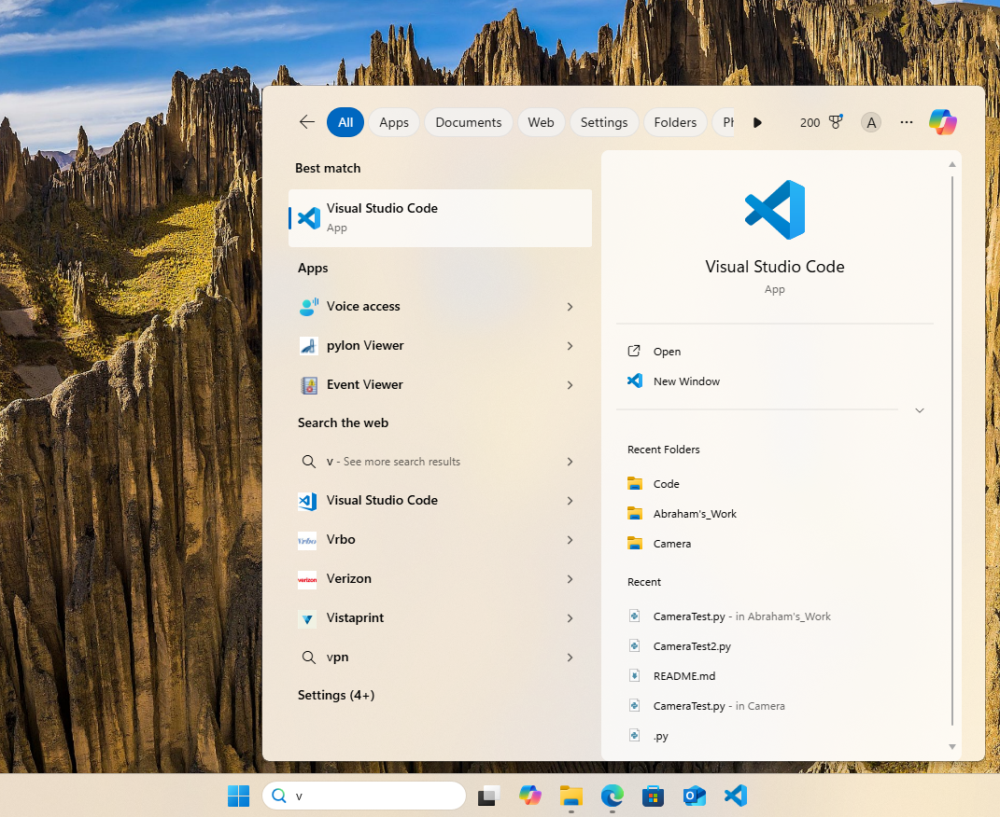 All
Apps
Documents
Web
Settings
Folders
200
A
Best match
Visual Studio Code
App
Apps
Voice access
pylon Viewer
Event Viewer
Search the web
v - See more search results
Visual Studio Code
Vrbo
Vrbo
verizon
Verizon
Vistaprint
vpn
Settings (4+)
Visual Studio Code
App
Open
New Window
Recent Folders
Code
Abraham's_Work
Camera
Recent
CameraTest.py - in Abraham's_Work
CameraTest2.py
README.md
CameraTest.py - in Camera
.py
v